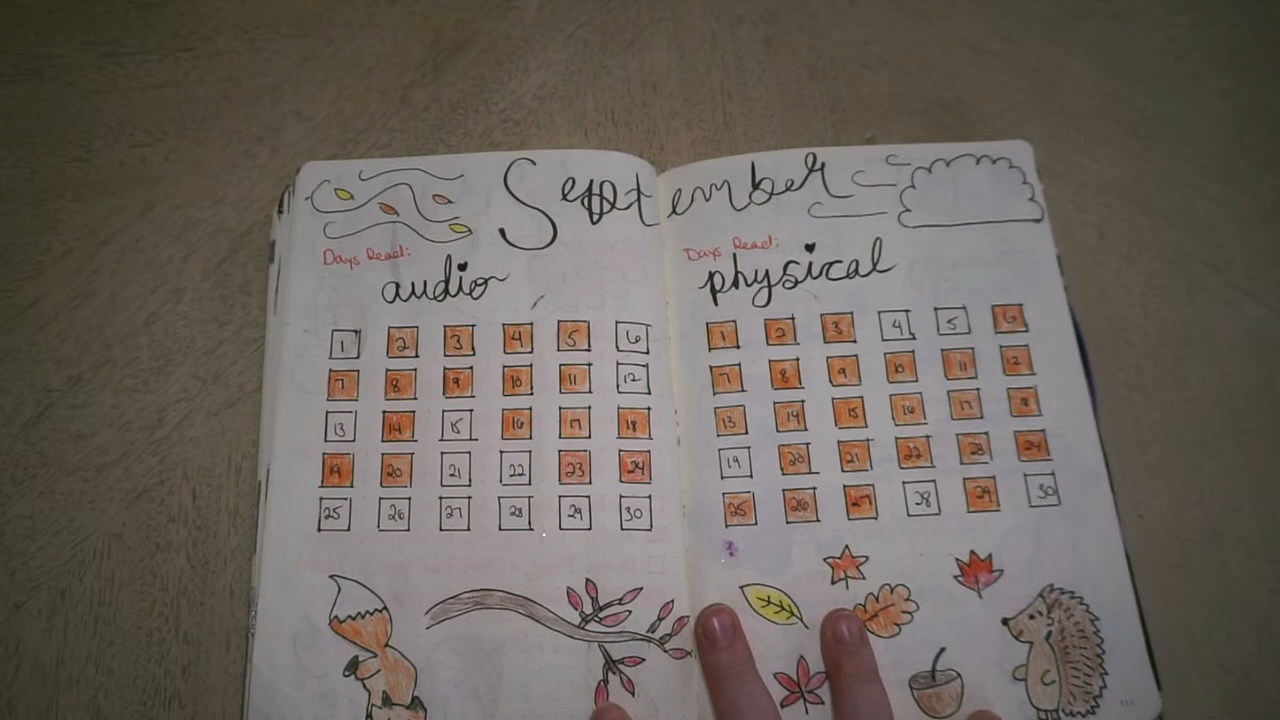 September
Days Read:
audio
1 2 3 4 5 6
7 8 9 10 11 12
13 14 15 16 17 18
19 20 21 22 23 24
25 26 27 28 29 30
Days Read:
physical
1 2 3 4 5 6
7 8 9 10 11 12
13 14 15 16 17 18
19 20 21 22 23 24
25 26 27 28 29 30